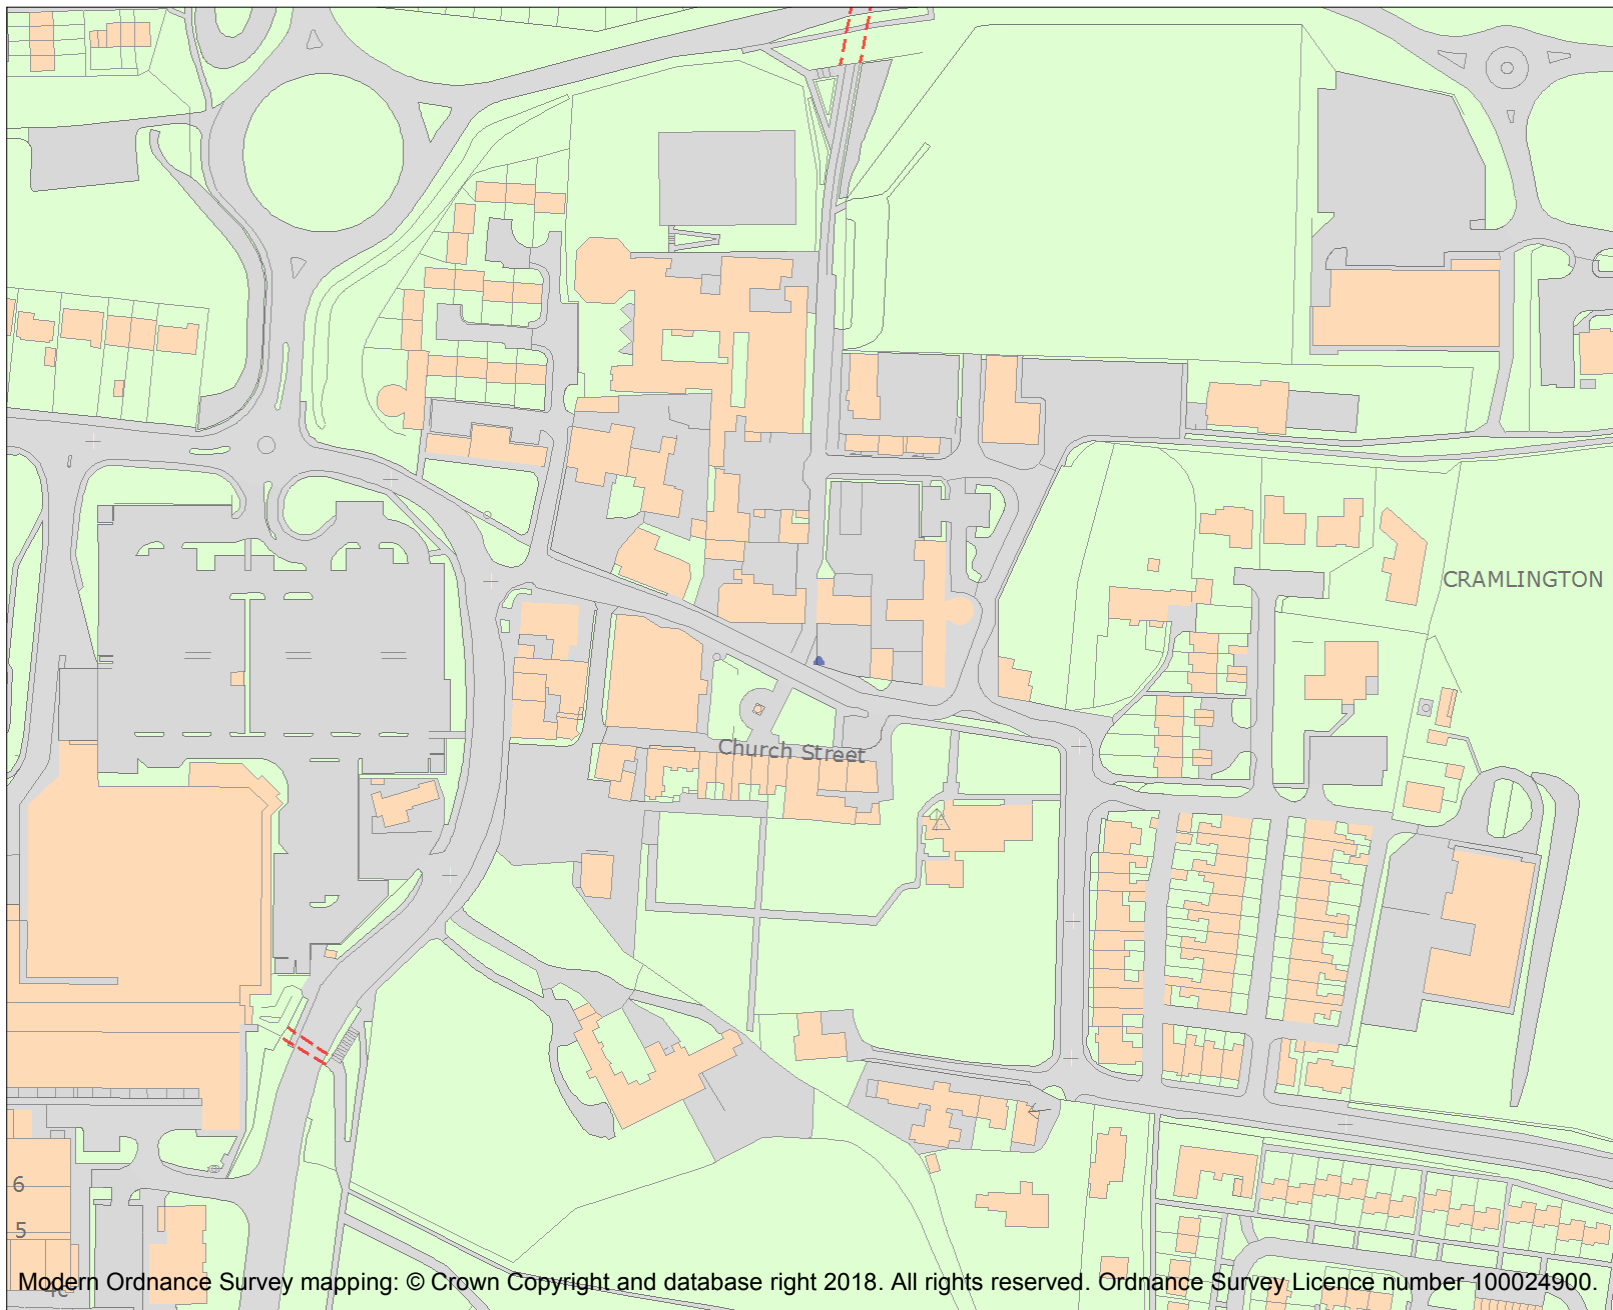 CRAMLINGTON
Church Street
6
5
4c
Modern Ordnance Survey mapping: © Crown Copyright and database right 2018. All rights reserved. Ordnance Survey Licence number 100024900.